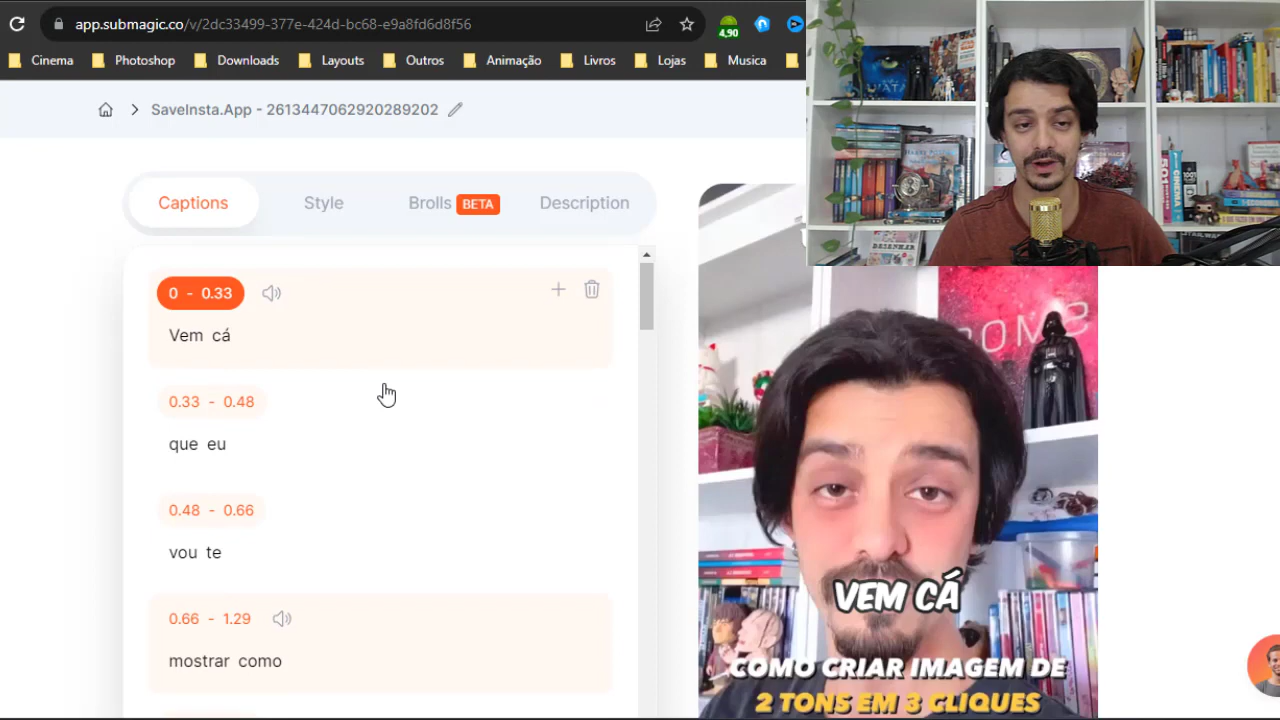 app.submagic.co/v/2dc33499-377e-424d-bc68-e9a8fd6d8f56
4,90
Cinema Photoshop Downloads Layouts Outros Animação Livros Lojas Musica
SaveInsta.App - 2613447062920289202
Captions Style Brolls BETA Description
0 - 0.33
Vem cá
0.33 - 0.48
que eu
0.48 - 0.66
vou te
0.66 - 1.29
mostrar como
VEM CÁ
COMO CRIAR IMAGEM DE
2 TONS EM 3 CLIQUES